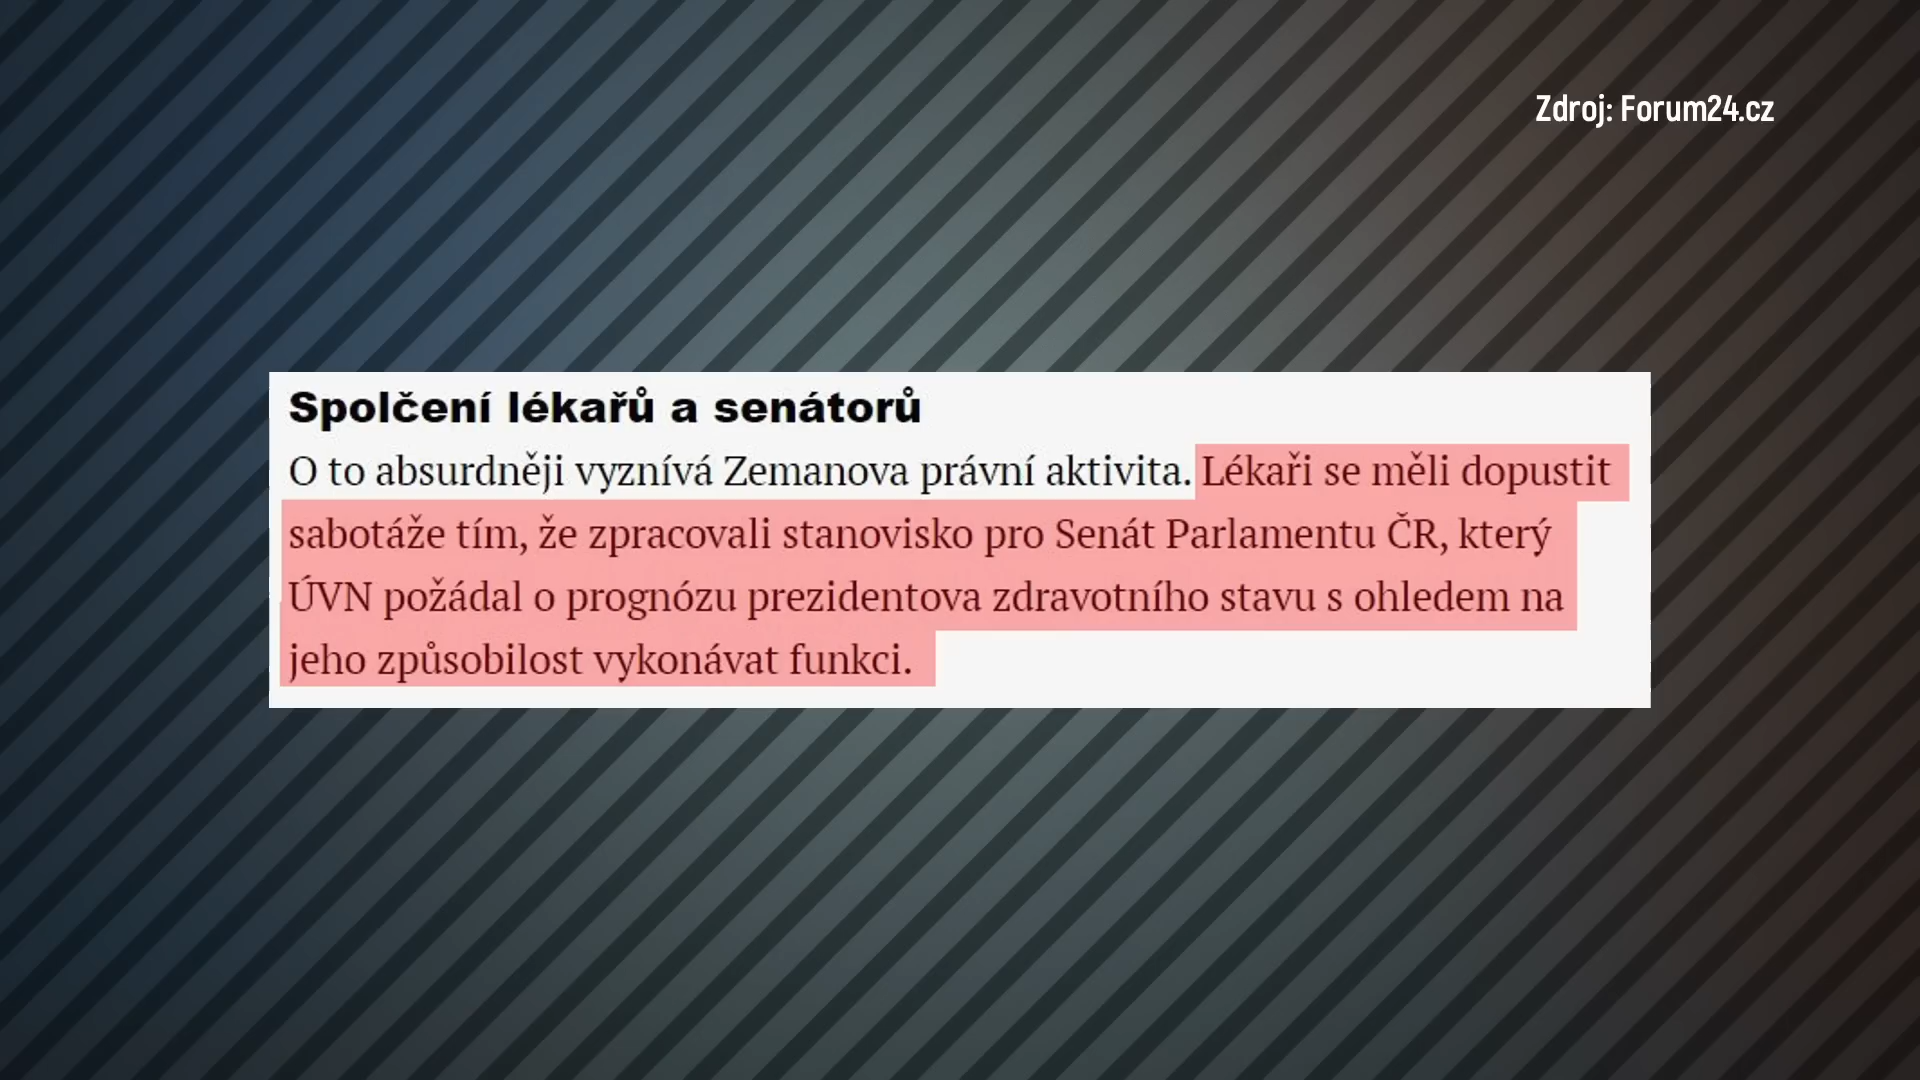 Zdroj: Forum24.cz
Spolčení lékařů a senátorů
O to absurdněji vyznívá Zemanova právní aktivita. Lékaři se měli dopustit
sabotáže tím, že zpracovali stanovisko pro Senát Parlamentu ČR, který
ÚVN požádal o prognózu prezidentova zdravotního stavu s ohledem na
jeho způsobilost vykonávat funkci.